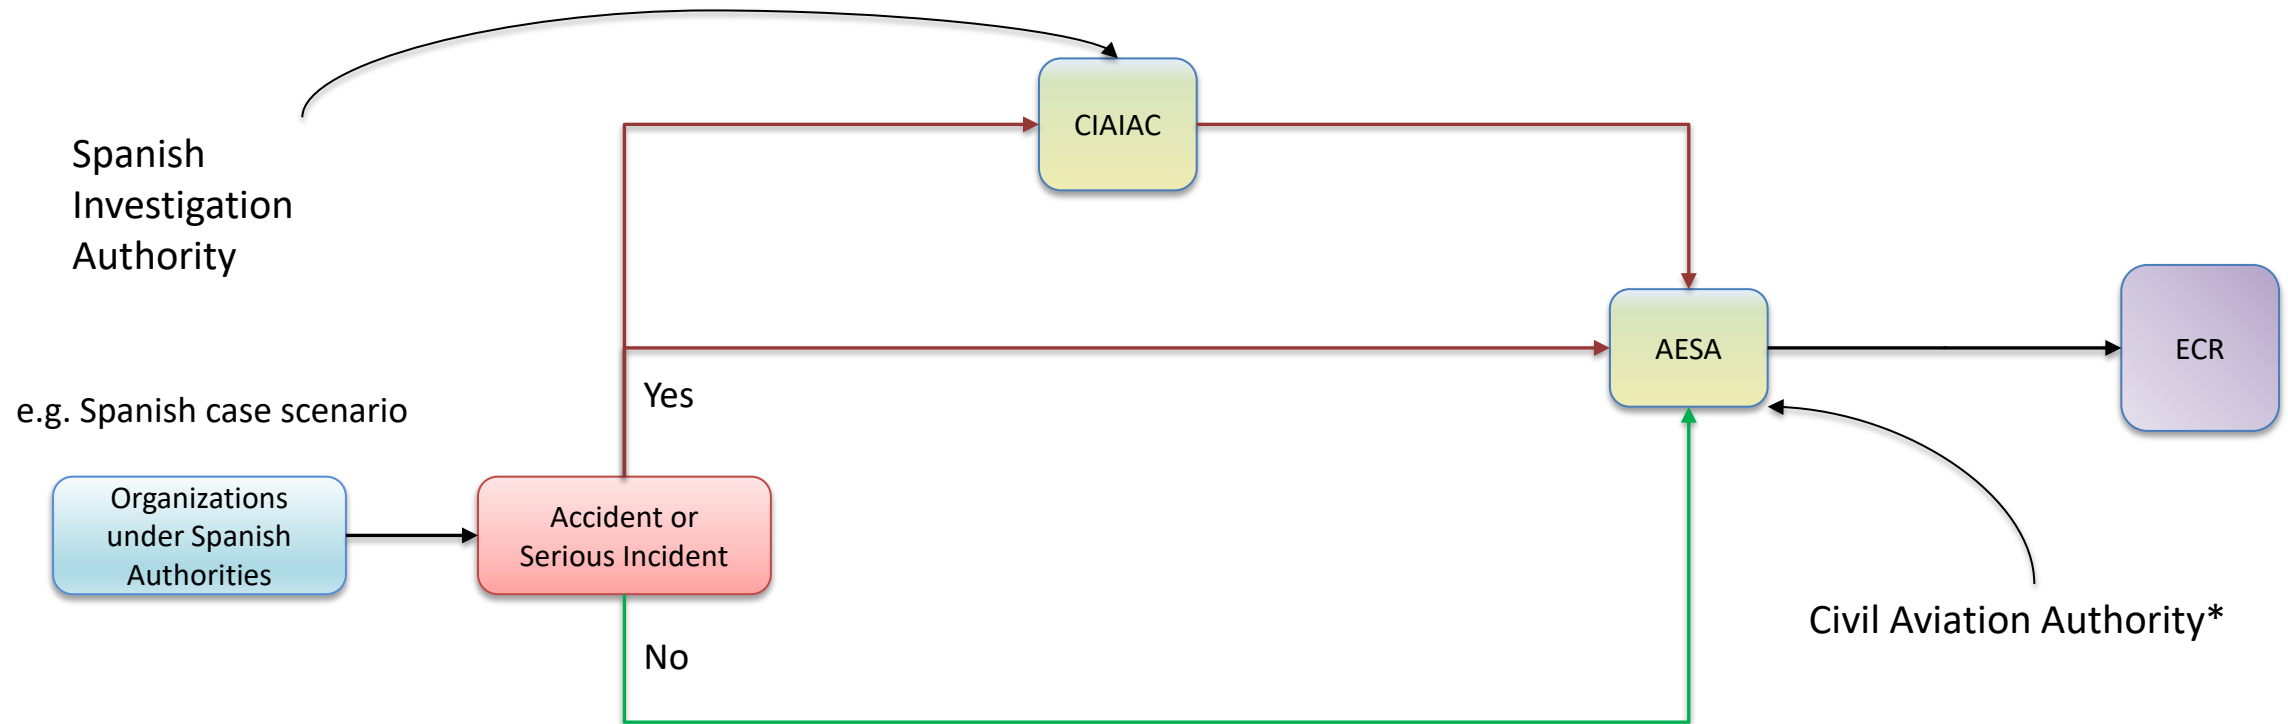 CIAIAC
Spanish
Investigation
Authority
AESA
ECR
Yes
e.g. Spanish case scenario
Organizations
under Spanish
Authorities
Accident or
Serious Incident
Civil Aviation Authority*
No